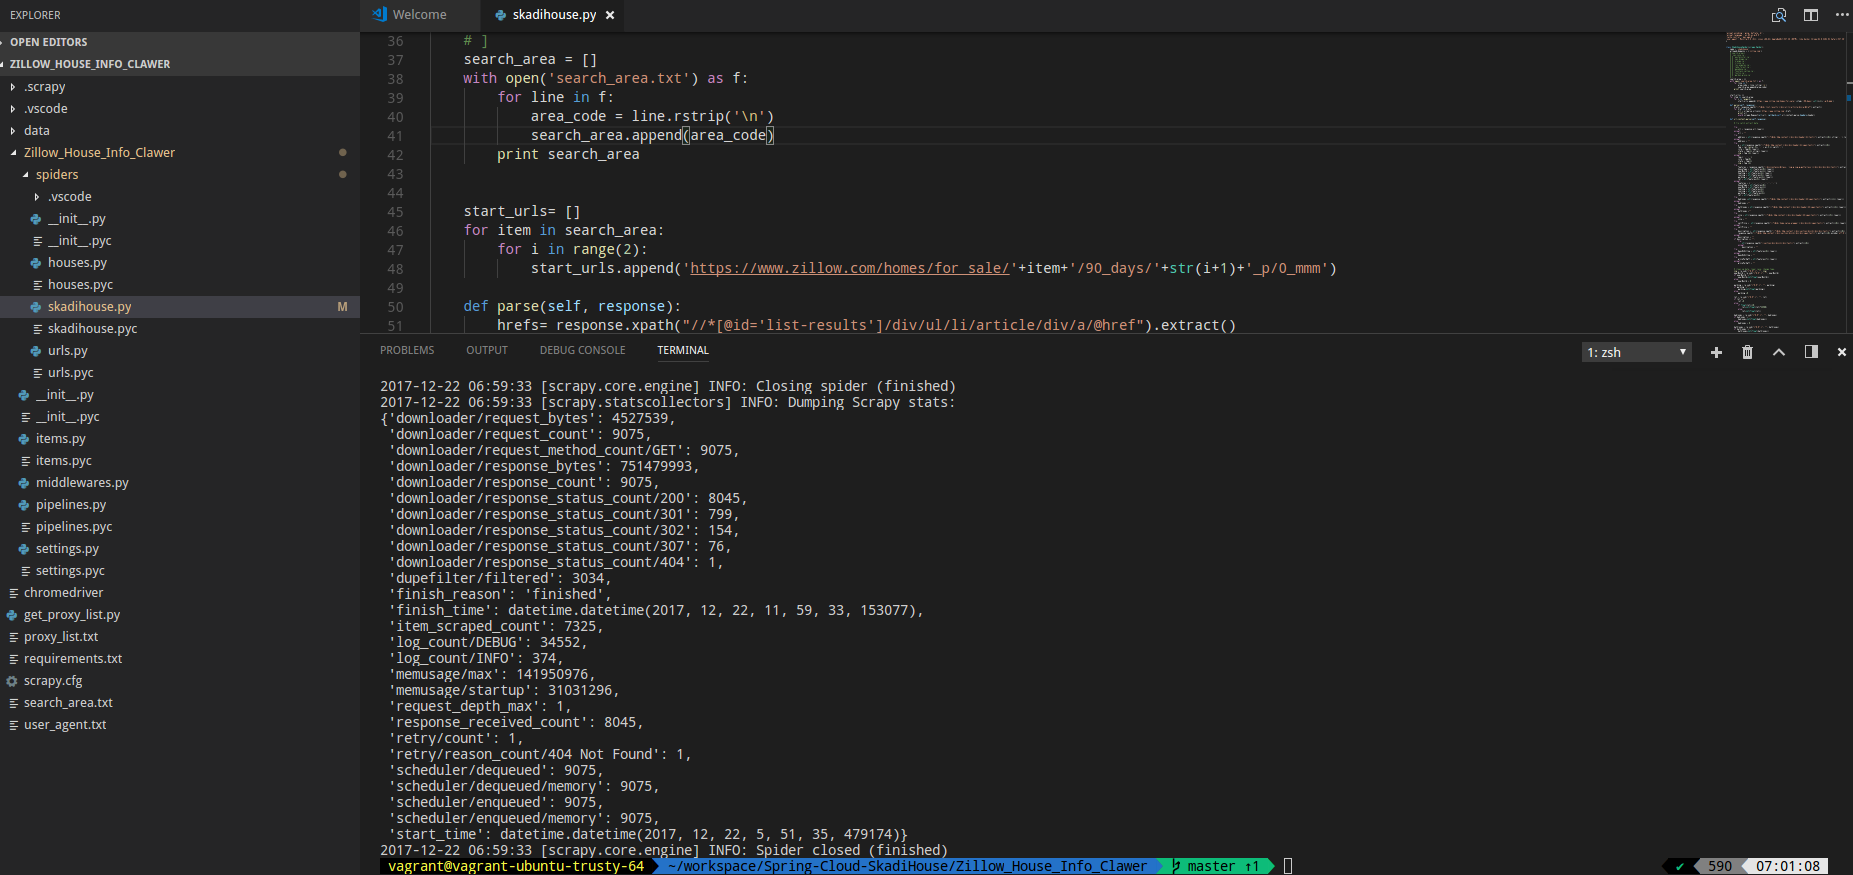 EXPLORER
OPEN EDITORS
ZILLOW_HOUSE_INFO_CLAWER
.scrapy
.vscode
data
Zillow_House_Info_Clawer
spiders
.vscode
__init__.py
__init__.pyc
houses.py
houses.pyc
skadihouse.py M
skadihouse.pyc
urls.py
urls.pyc
__init__.py
__init__.pyc
items.py
items.pyc
middlewares.py
pipelines.py
pipelines.pyc
settings.py
settings.pyc
chromedriver
get_proxy_list.py
proxy_list.txt
requirements.txt
scrapy.cfg
search_area.txt
user_agent.txt
Welcome skadihouse.py
36 # ]
37 search_area = []
38 with open('search_area.txt') as f:
39 for line in f:
40 area_code = line.rstrip('\n')
41 search_area.append(area_code)
42 print search_area
43
44
45 start_urls= []
46 for item in search_area:
47 for i in range(2):
48 start_urls.append('https://www.zillow.com/homes/for_sale/'+item+'/90_days/'+str(i+1)+'_p/0_mmm')
49
50 def parse(self, response):
51 hrefs= response.xpath("//*[@id='list-results']/div/ul/li/article/div/a/@href").extract()
PROBLEMS OUTPUT DEBUG CONSOLE TERMINAL 1: zsh
2017-12-22 06:59:33 [scrapy.core.engine] INFO: Closing spider (finished)
2017-12-22 06:59:33 [scrapy.statscollectors] INFO: Dumping Scrapy stats:
{'downloader/request_bytes': 4527539,
'downloader/request_count': 9075,
'downloader/request_method_count/GET': 9075,
'downloader/response_bytes': 751479993,
'downloader/response_count': 9075,
'downloader/response_status_count/200': 8045,
'downloader/response_status_count/301': 799,
'downloader/response_status_count/302': 154,
'downloader/response_status_count/307': 76,
'downloader/response_status_count/404': 1,
'dupefilter/filtered': 3034,
'finish_reason': 'finished',
'finish_time': datetime.datetime(2017, 12, 22, 11, 59, 33, 153077),
'item_scraped_count': 7325,
'log_count/DEBUG': 34552,
'log_count/INFO': 374,
'memusage/max': 141950976,
'memusage/startup': 31031296,
'request_depth_max': 1,
'response_received_count': 8045,
'retry/count': 1,
'retry/reason_count/404 Not Found': 1,
'scheduler/dequeued': 9075,
'scheduler/dequeued/memory': 9075,
'scheduler/enqueued': 9075,
'scheduler/enqueued/memory': 9075,
'start_time': datetime.datetime(2017, 12, 22, 5, 51, 35, 479174)}
2017-12-22 06:59:33 [scrapy.core.engine] INFO: Spider closed (finished)
vagrant@vagrant-ubuntu-trusty-64 ~/workspace/Spring-Cloud-SkadiHouse/Zillow_House_Info_Clawer master ↑1 ✔ 590 07:01:08